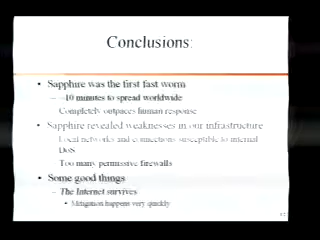 Conclusions:
• Sapphire was the first fast worm
– ~10 minutes to spread worldwide
Completely outpaces human response
• Sapphire revealed weaknesses in our infrastructure
Local networks and connections susceptible to internal
DoS
Too many permissive firewalls
• Some good things
– The Internet survives
• Mitigation happens very quickly